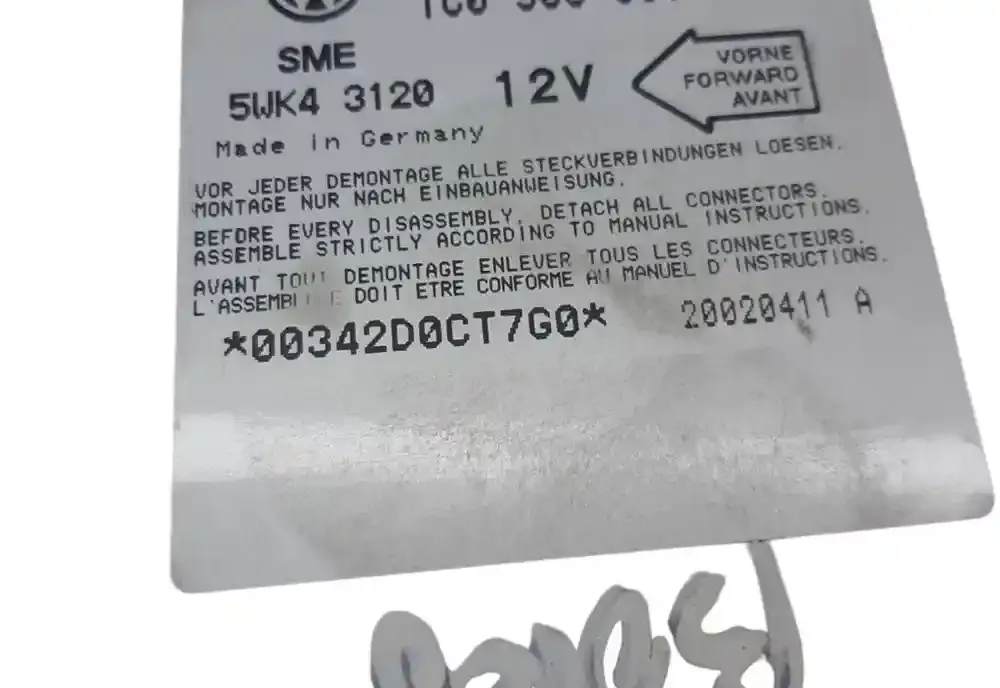 SME
5WK4 3120 12V
VORNE
FORWARD
AVANT
Made in Germany
VOR JEDER DEMONTAGE ALLE STECKVERBINDUNGEN LOESEN.
MONTAGE NUR NACH EINBAUANWEISUNG.
BEFORE EVERY DISASSEMBLY, DETACH ALL CONNECTORS.
ASSEMBLE STRICTLY ACCORDING TO MANUAL INSTRUCTIONS.
AVANT TOUT DEMONTAGE ENLEVER TOUS LES CONNECTEURS.
DOIT ETRE CONFORME AU MANUEL D'INSTRUCTIONS.
*00342D0CT7G0* 20020411 A